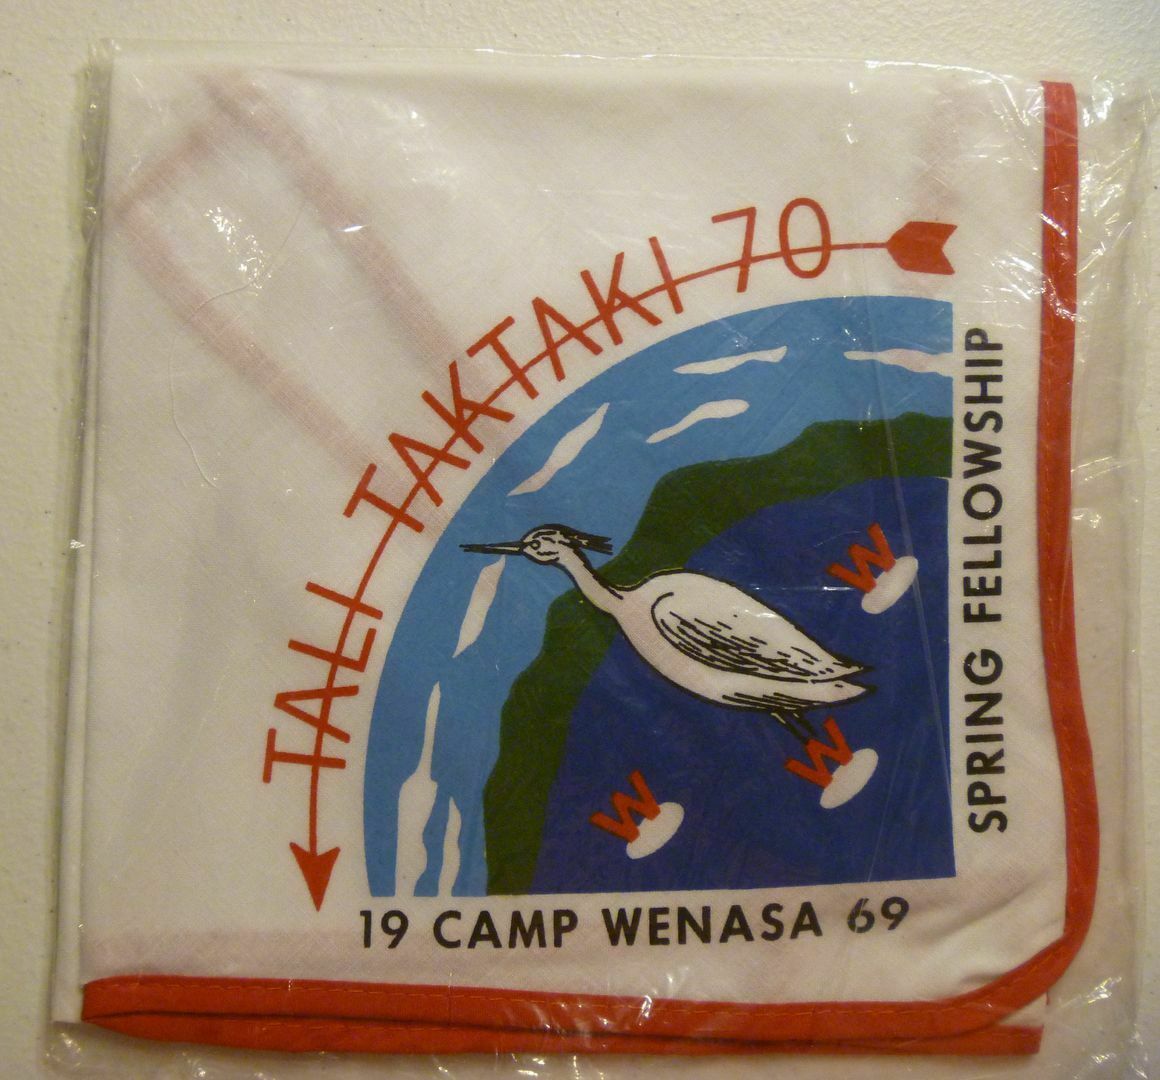 TALI TAKTAKI 70
W
W
W
SPRING FELLOWSHIP
19 CAMP WENASA 69